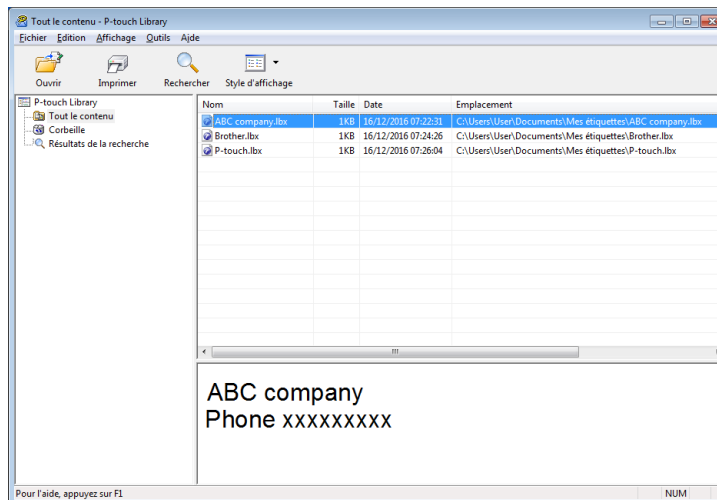 Tout le contenu - P-touch Library
Fichier Edition Affichage Outils Aide
Ouvrir Imprimer Rechercher Style d'affichage
P-touch Library
Tout le contenu
Corbeille
Résultats de la recherche
Nom Taille Date Emplacement
ABC company.lbx 1KB 16/12/2016 07:22:31 C:\Users\User\Documents\Mes étiquettes\ABC company.lbx
Brother.lbx 1KB 16/12/2016 07:24:26 C:\Users\User\Documents\Mes étiquettes\Brother.lbx
P-touch.lbx 1KB 16/12/2016 07:26:04 C:\Users\User\Documents\Mes étiquettes\P-touch.lbx
ABC company
Phone xxxxxxxxx
Pour l'aide, appuyez sur F1 NUM